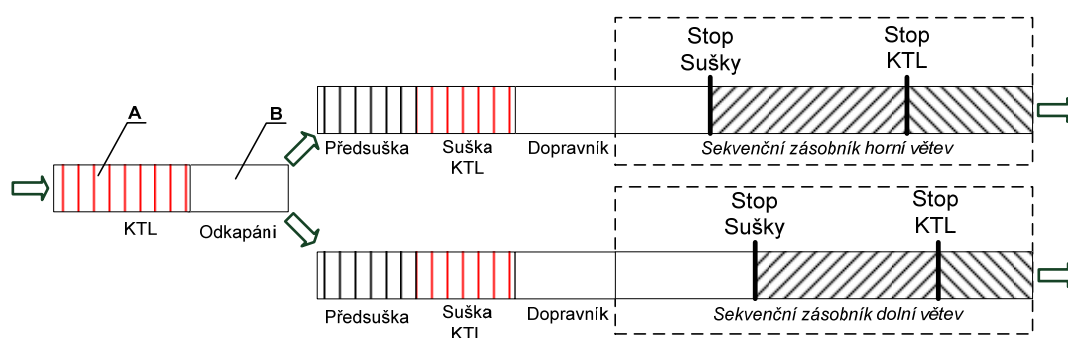 Stop
Sušky
Stop
KTL
A
B
Předsuška
Suška
KTL
Dopravník
Sekvenční zásobník horní větev
KTL
Odkapáni
Stop
Sušky
Stop
KTL
Předsuška
Suška
KTL
Dopravník
Sekvenční zásobník dolní větev